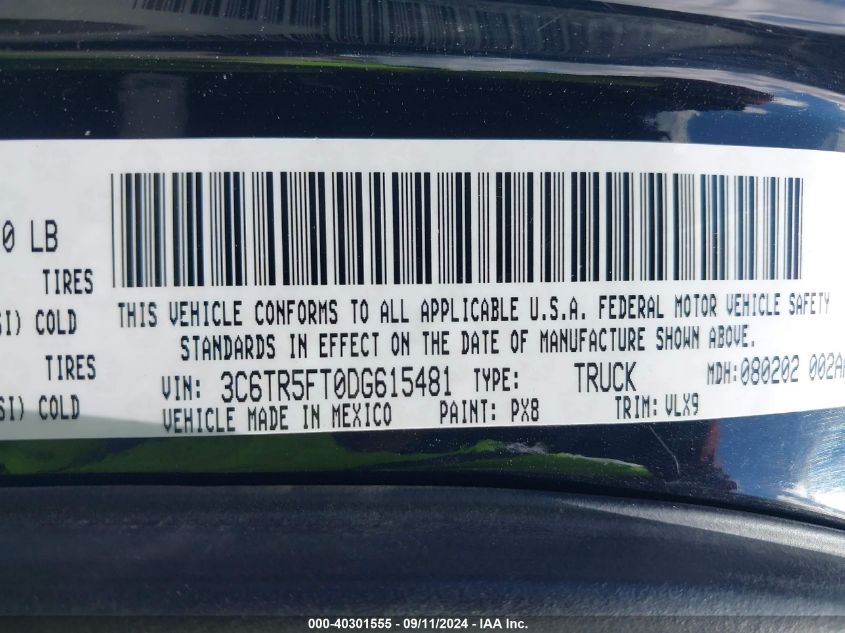 0 LB
TIRES
SI) COLD
TIRES
SI) COLD
THIS VEHICLE CONFORMS TO ALL APPLICABLE U.S.A. FEDERAL MOTOR VEHICLE SAFETY
STANDARDS IN EFFECT ON THE DATE OF MANUFACTURE SHOWN ABOVE.
VIN: 3C6TR5FT0DG615481 TYPE: TRUCK MDH:080202 002AA
VEHICLE MADE IN MEXICO PAINT: PX8 TRIM: VLX9
000-40301555 - 09/11/2024 - IAA Inc.